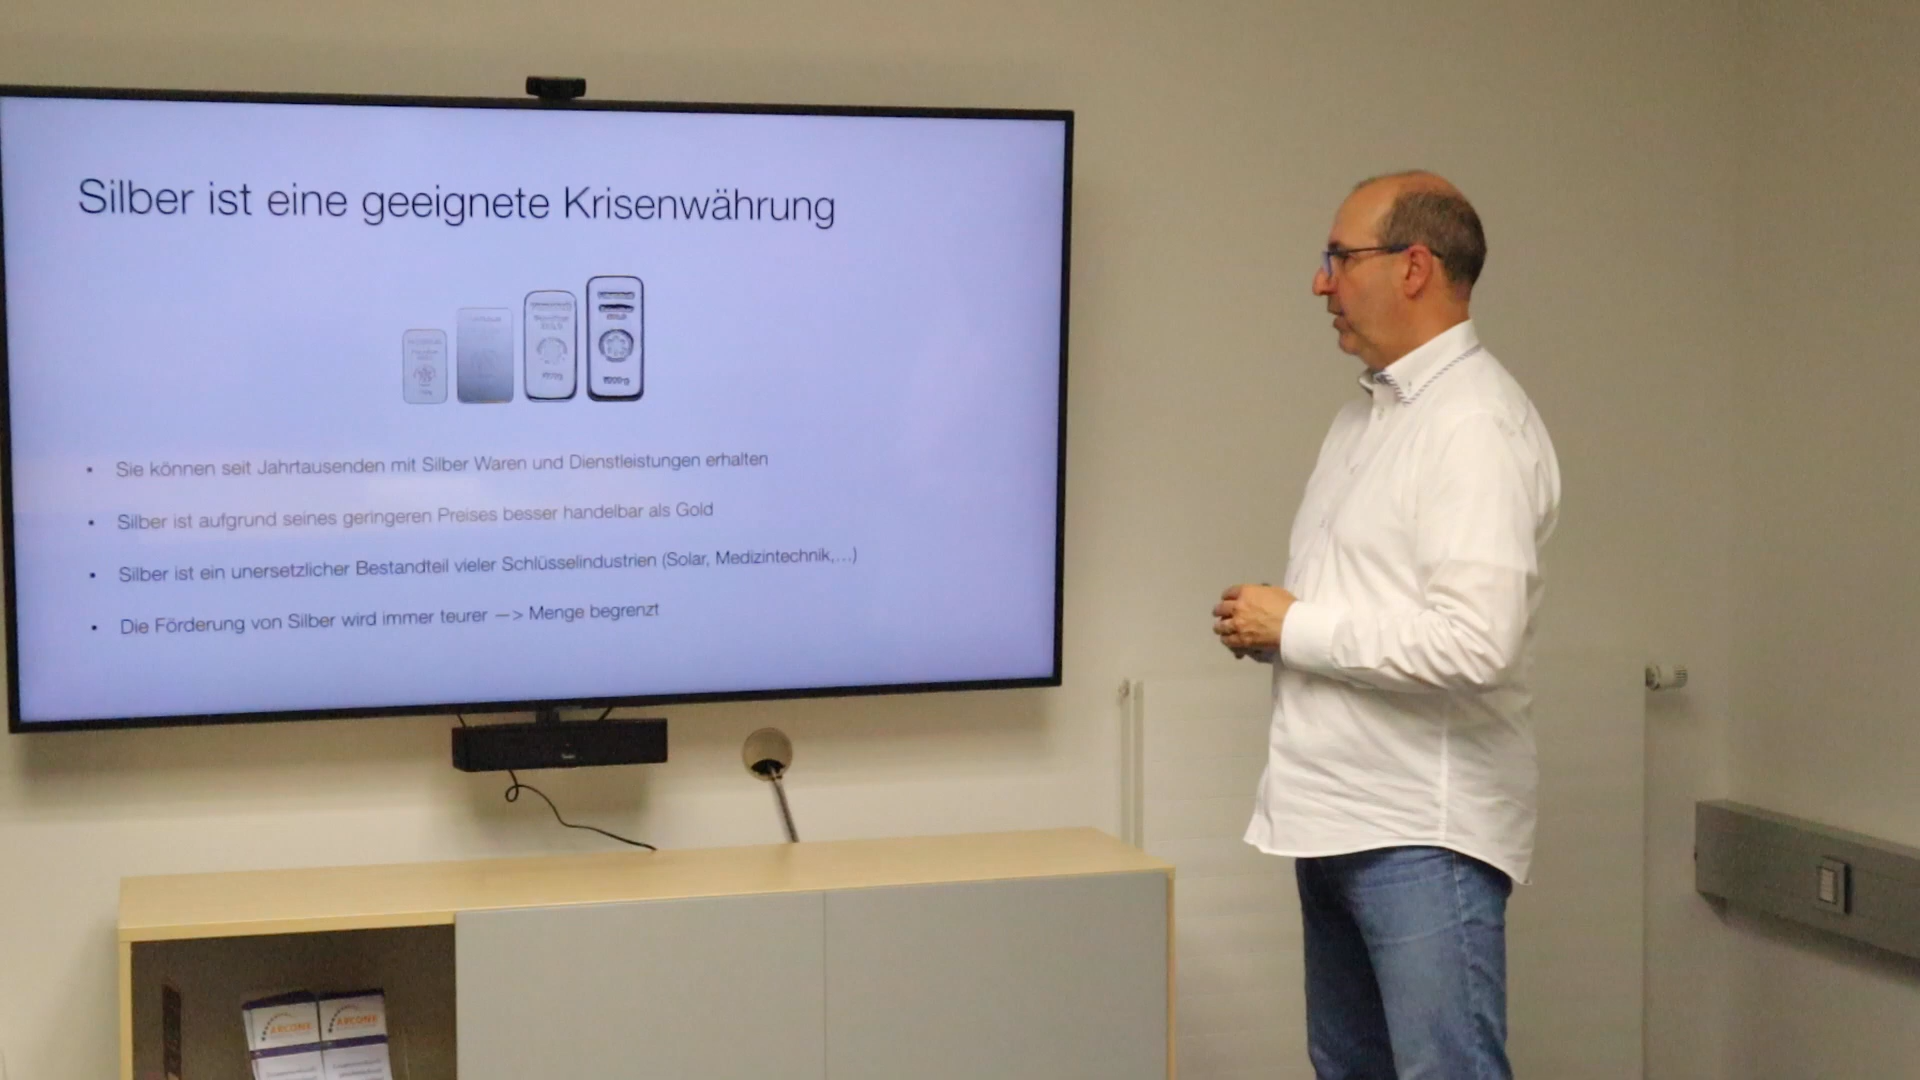 Silber ist eine geeignete Krisenwährung
• Sie können seit Jahrtausenden mit Silber Waren und Dienstleistungen erhalten
• Silber ist aufgrund seines geringeren Preises besser handelbar als Gold
• Silber ist ein unersetzlicher Bestandteil vieler Schlüsselindustrien (Solar, Medizintechnik,…)
• Die Förderung von Silber wird immer teurer —> Menge begrenzt